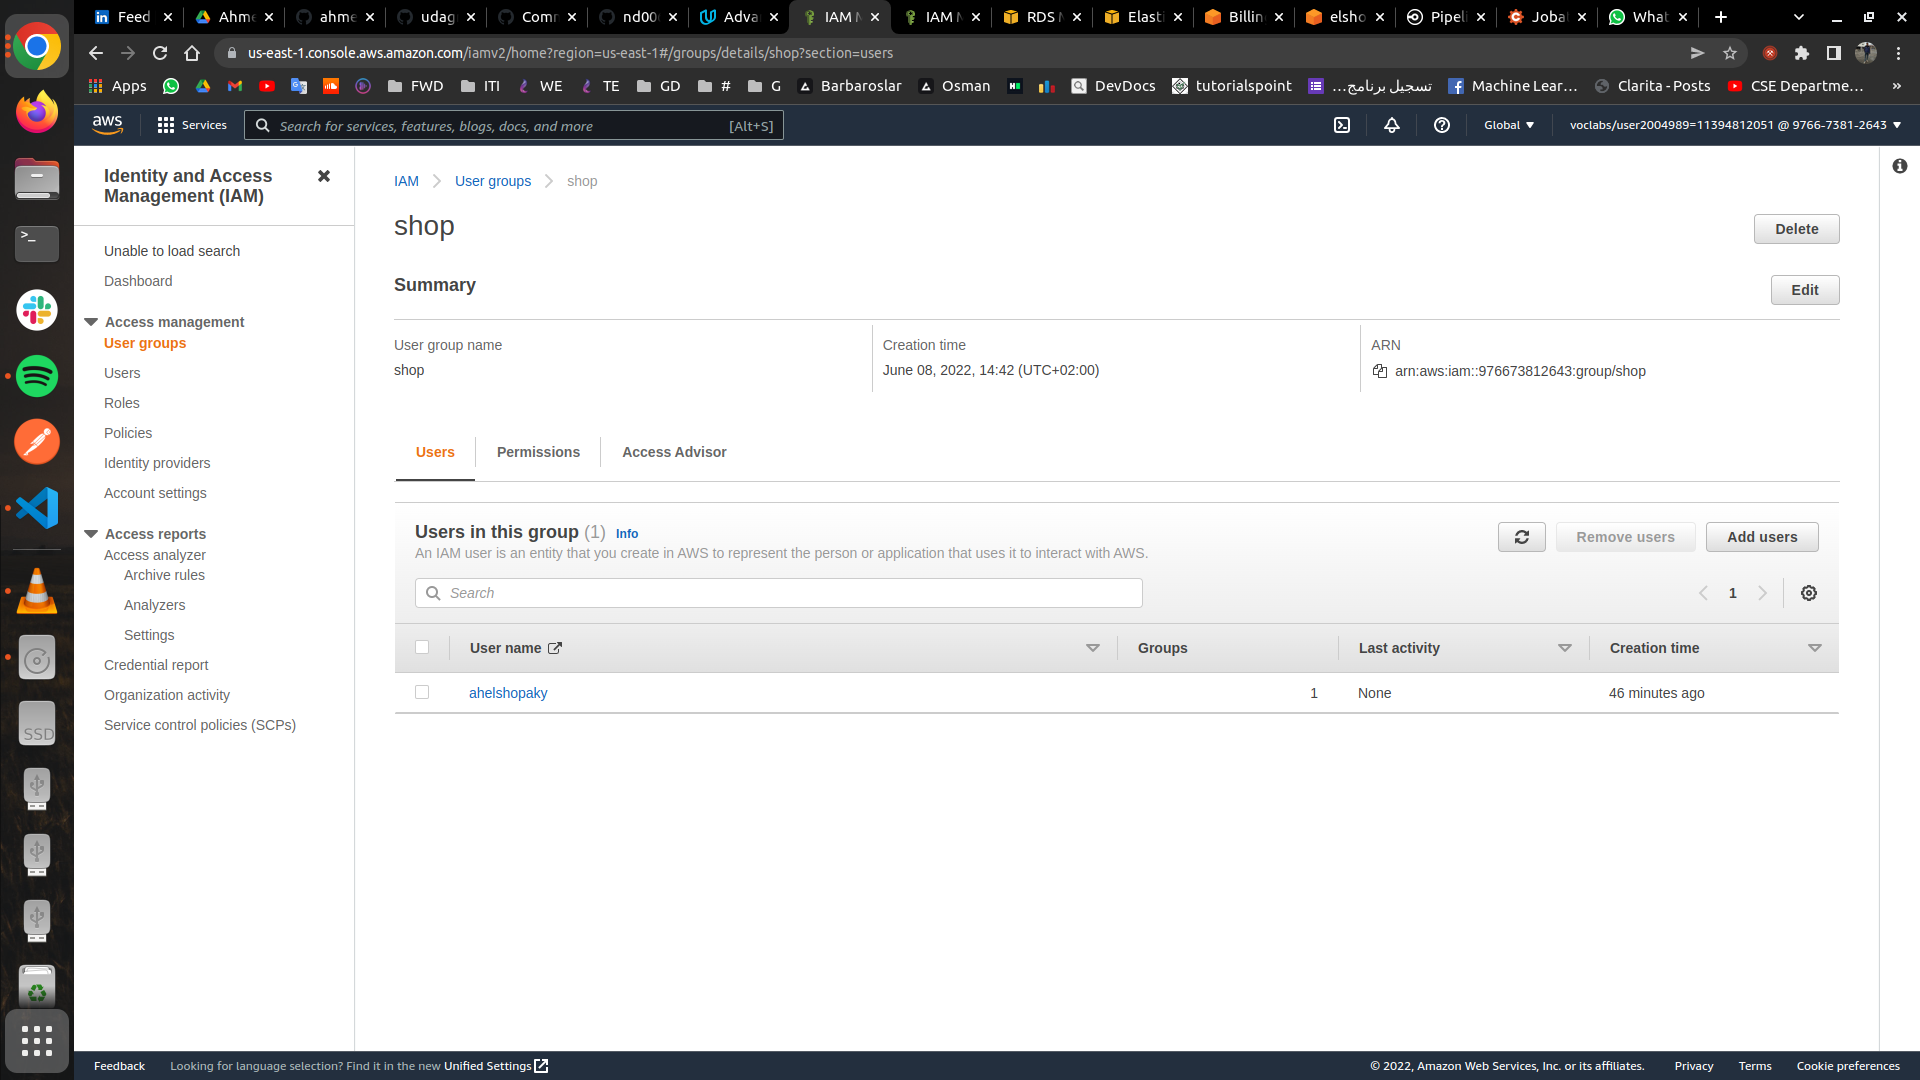 Feed
Ahme
ahme
udag
Comm
nd00
Adva
IAM M
IAM M
RDS M
Elasti
Billin
elsho
Pipeli
Jobal
What
us-east-1.console.aws.amazon.com/iamv2/home?region=us-east-1#/groups/details/shop?section=users
Apps
FWD
ITI
WE
TE
GD
#
G
Barbaroslar
Osman
DevDocs
tutorialspoint
تسجيل برنامج...
Machine Lear...
Clarita - Posts
CSE Departme...
»
aws
Services
Search for services, features, blogs, docs, and more
[Alt+S]
Global
voclabs/user2004989=11394812051 @ 9766-7381-2643
Identity and Access
Management (IAM)
Unable to load search
Dashboard
Access management
User groups
Users
Roles
Policies
Identity providers
Account settings
Access reports
Access analyzer
Archive rules
Analyzers
Settings
Credential report
Organization activity
Service control policies (SCPs)
IAM
User groups
shop
shop
Delete
Summary
Edit
User group name
shop
Creation time
June 08, 2022, 14:42 (UTC+02:00)
ARN
arn:aws:iam::976673812643:group/shop
Users
Permissions
Access Advisor
Users in this group (1) Info
An IAM user is an entity that you create in AWS to represent the person or application that uses it to interact with AWS.
Remove users
Add users
Search
1
User name
Groups
Last activity
Creation time
ahelshopaky
1
None
46 minutes ago
SSD
Feedback
Looking for language selection? Find it in the new Unified Settings
© 2022, Amazon Web Services, Inc. or its affiliates.
Privacy
Terms
Cookie preferences